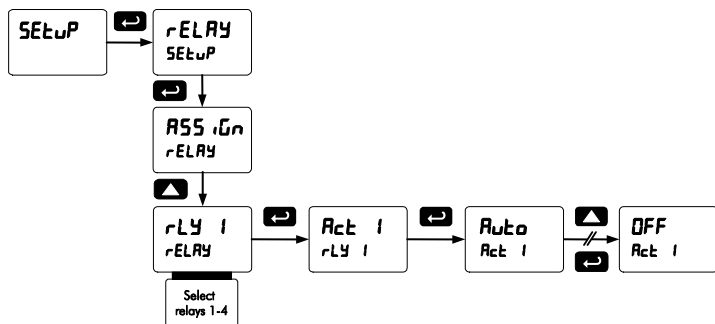 SEtuP
rELAY
SEtuP
ASSiGn
rELAY
rLY 1
rELAY
Act 1
rLY 1
Auto
Act 1
OFF
Act 1
Select
relays 1-4